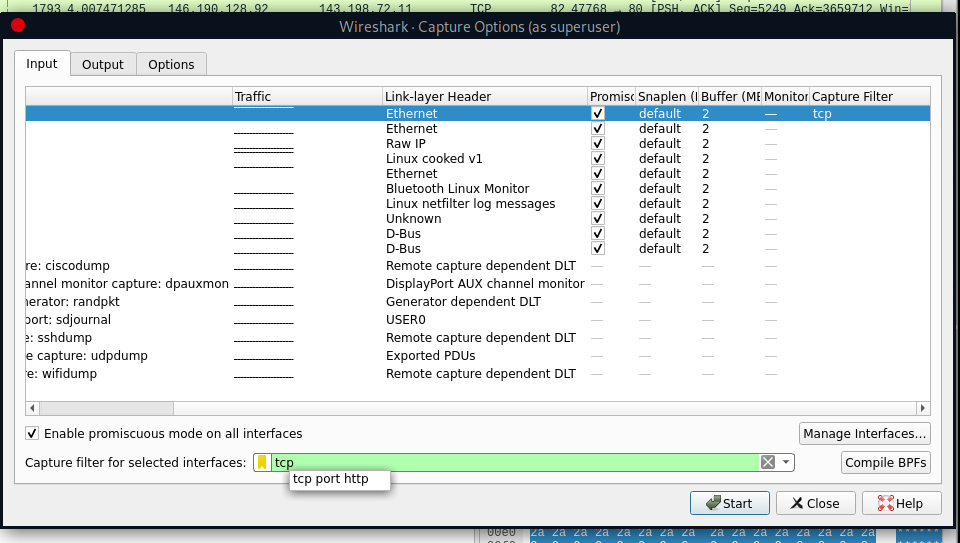 1793 4.007471285 146.190.128.92 143.198.72.11 TCP 82 47768 → 80 [PSH, ACK] Seq=5249 Ack=3659712 Win=
Wireshark · Capture Options (as superuser)
Input Output Options
Traffic Link-layer Header Promisc Snaplen ( Buffer (ME Monitor Capture Filter
Ethernet default 2 — tcp
Ethernet default 2 —
Raw IP default 2 —
Linux cooked v1 default 2 —
Ethernet default 2 —
Bluetooth Linux Monitor default 2 —
Linux netfilter log messages default 2 —
Unknown default 2 —
D-Bus default 2 —
D-Bus default 2 —
re: ciscodump Remote capture dependent DLT — — — —
annel monitor capture: dpauxmon DisplayPort AUX channel monitor — — — —
nerator: randpkt Generator dependent DLT — — — —
port: sdjournal USER0 — — — —
e: sshdump Remote capture dependent DLT — — — —
e capture: udpdump Exported PDUs — — — —
re: wifidump Remote capture dependent DLT — — — —
Enable promiscuous mode on all interfaces Manage Interfaces...
Capture filter for selected interfaces: tcp Compile BPFs
tcp port http
Start Close Help
00e0 2a 2a 2a 2a 2a 2a 2a 2a 2a 2a 2a 2a 2a 2a 2a 2a